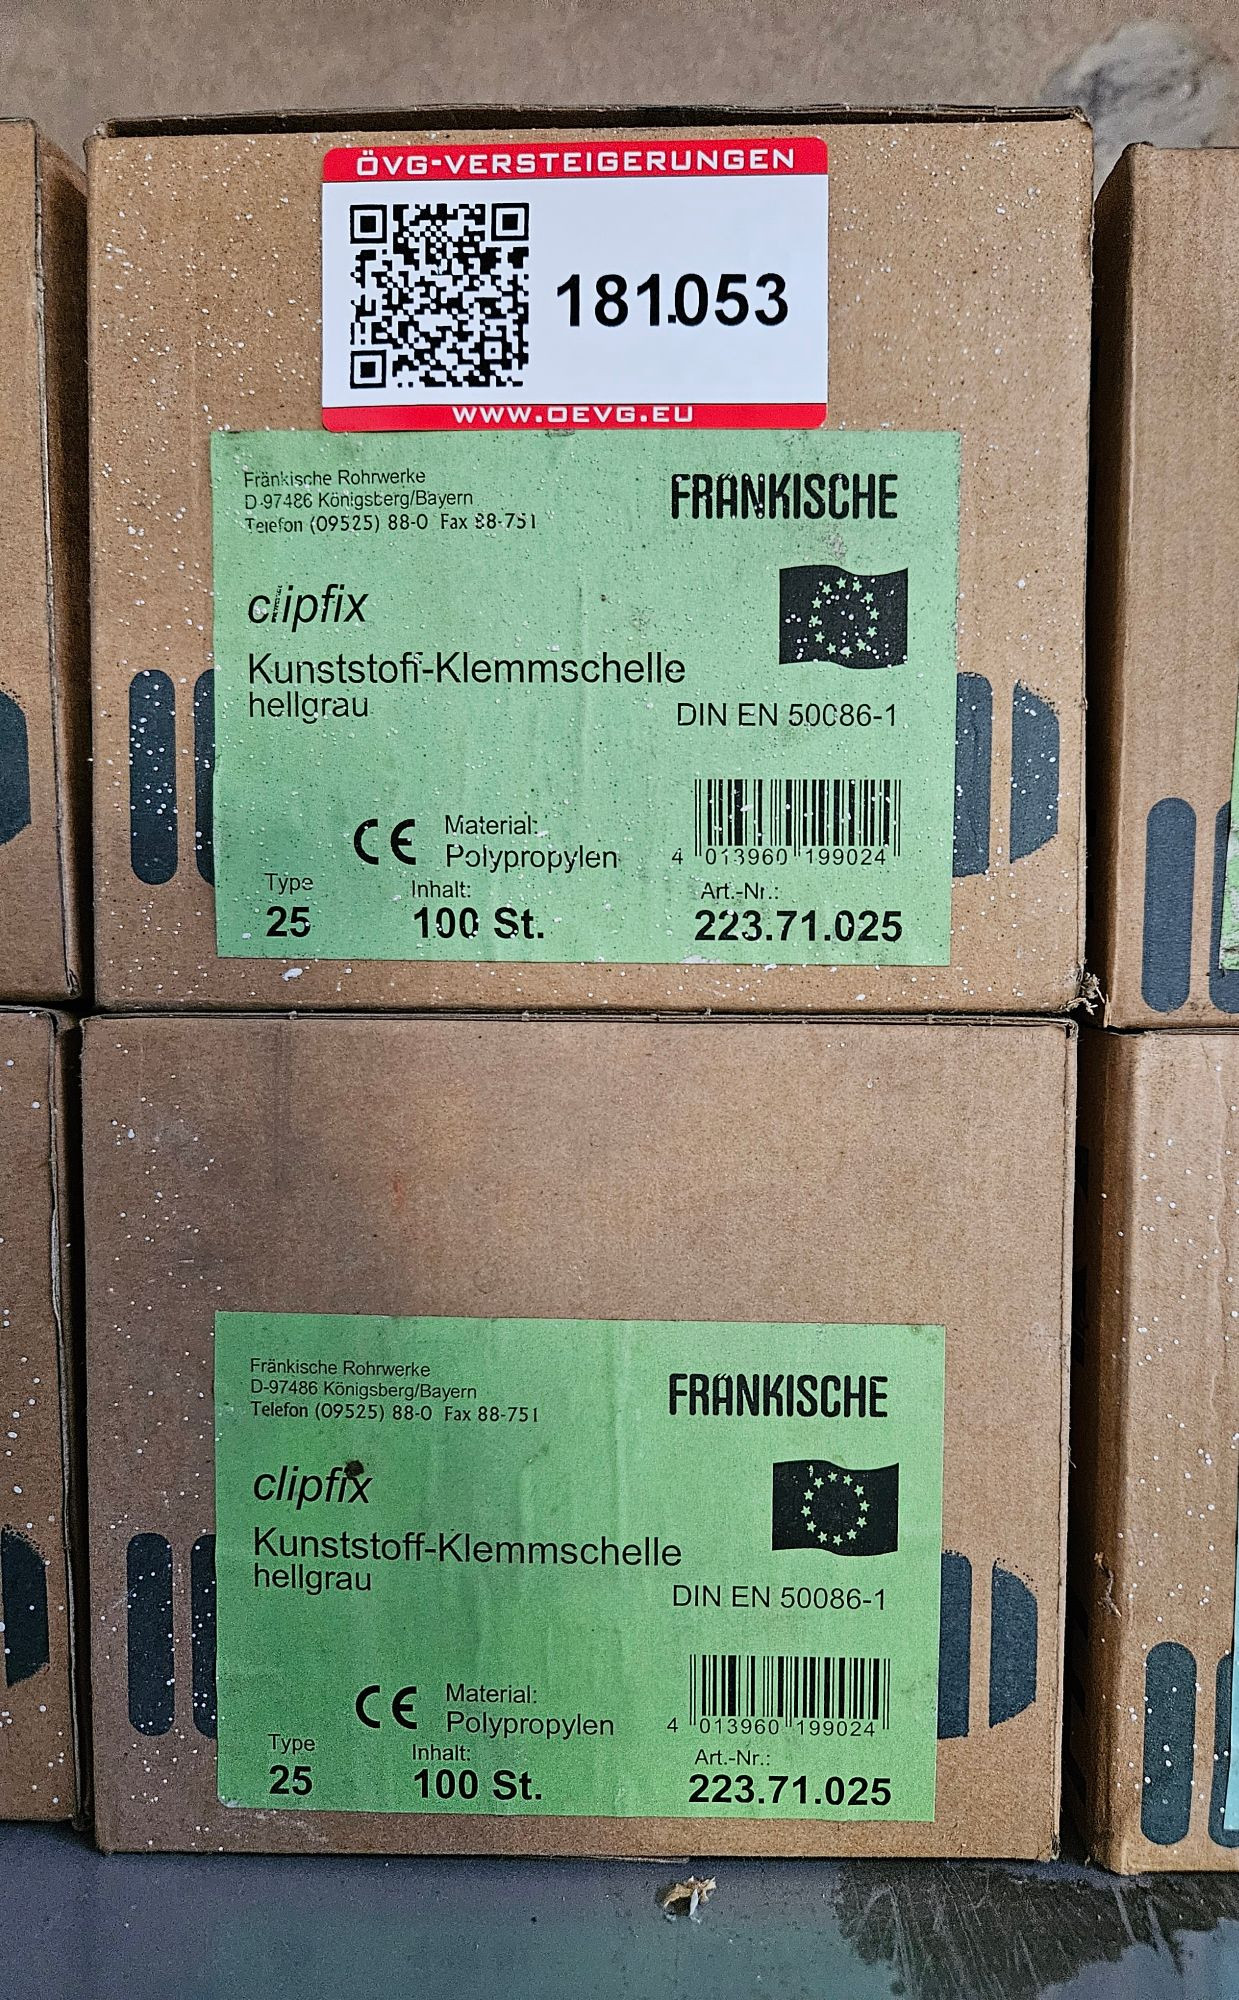 ÖVG-VERSTEIGERUNGEN
181.053
WWW.OEVG.EU
Fränkische Rohrwerke
D-97486 Königsberg/Bayern
Telefon (09525) 88-0 Fax 88-751
FRÄNKISCHE
clipfix
Kunststoff-Klemmschelle
hellgrau
DIN EN 50086-1
CE
Material:
Polypropylen
4 013960 199024
Type
25
Inhalt:
100 St.
Art.-Nr.:
223.71.025
Fränkische Rohrwerke
D-97486 Königsberg/Bayern
Telefon (09525) 88-0 Fax 88-751
FRÄNKISCHE
clipfix
Kunststoff-Klemmschelle
hellgrau
DIN EN 50086-1
CE
Material:
Polypropylen
4 013960 199024
Type
25
Inhalt:
100 St.
Art.-Nr.:
223.71.025